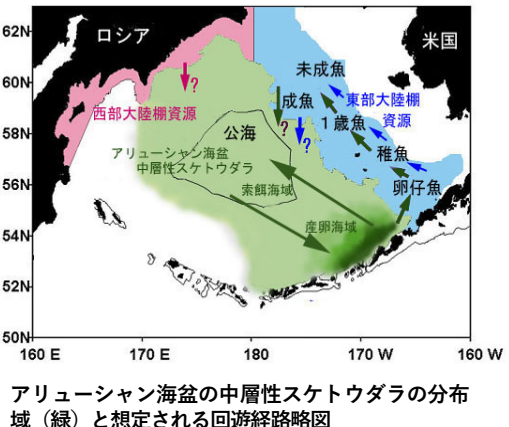 62N
ロシア
米国
60N
?
未成魚
西部大陸棚資源
成魚
東部大陸棚
資源
58N
公海
?
?
1歳魚
アリューシャン海盆
中層性スケトウダラ
稚魚
56N
索餌海域
卵仔魚
54N
産卵海域
52N
50N
160 E
170 E
180
170 W
160 W
アリューシャン海盆の中層性スケトウダラの分布
域（緑）と想定される回遊経路略図